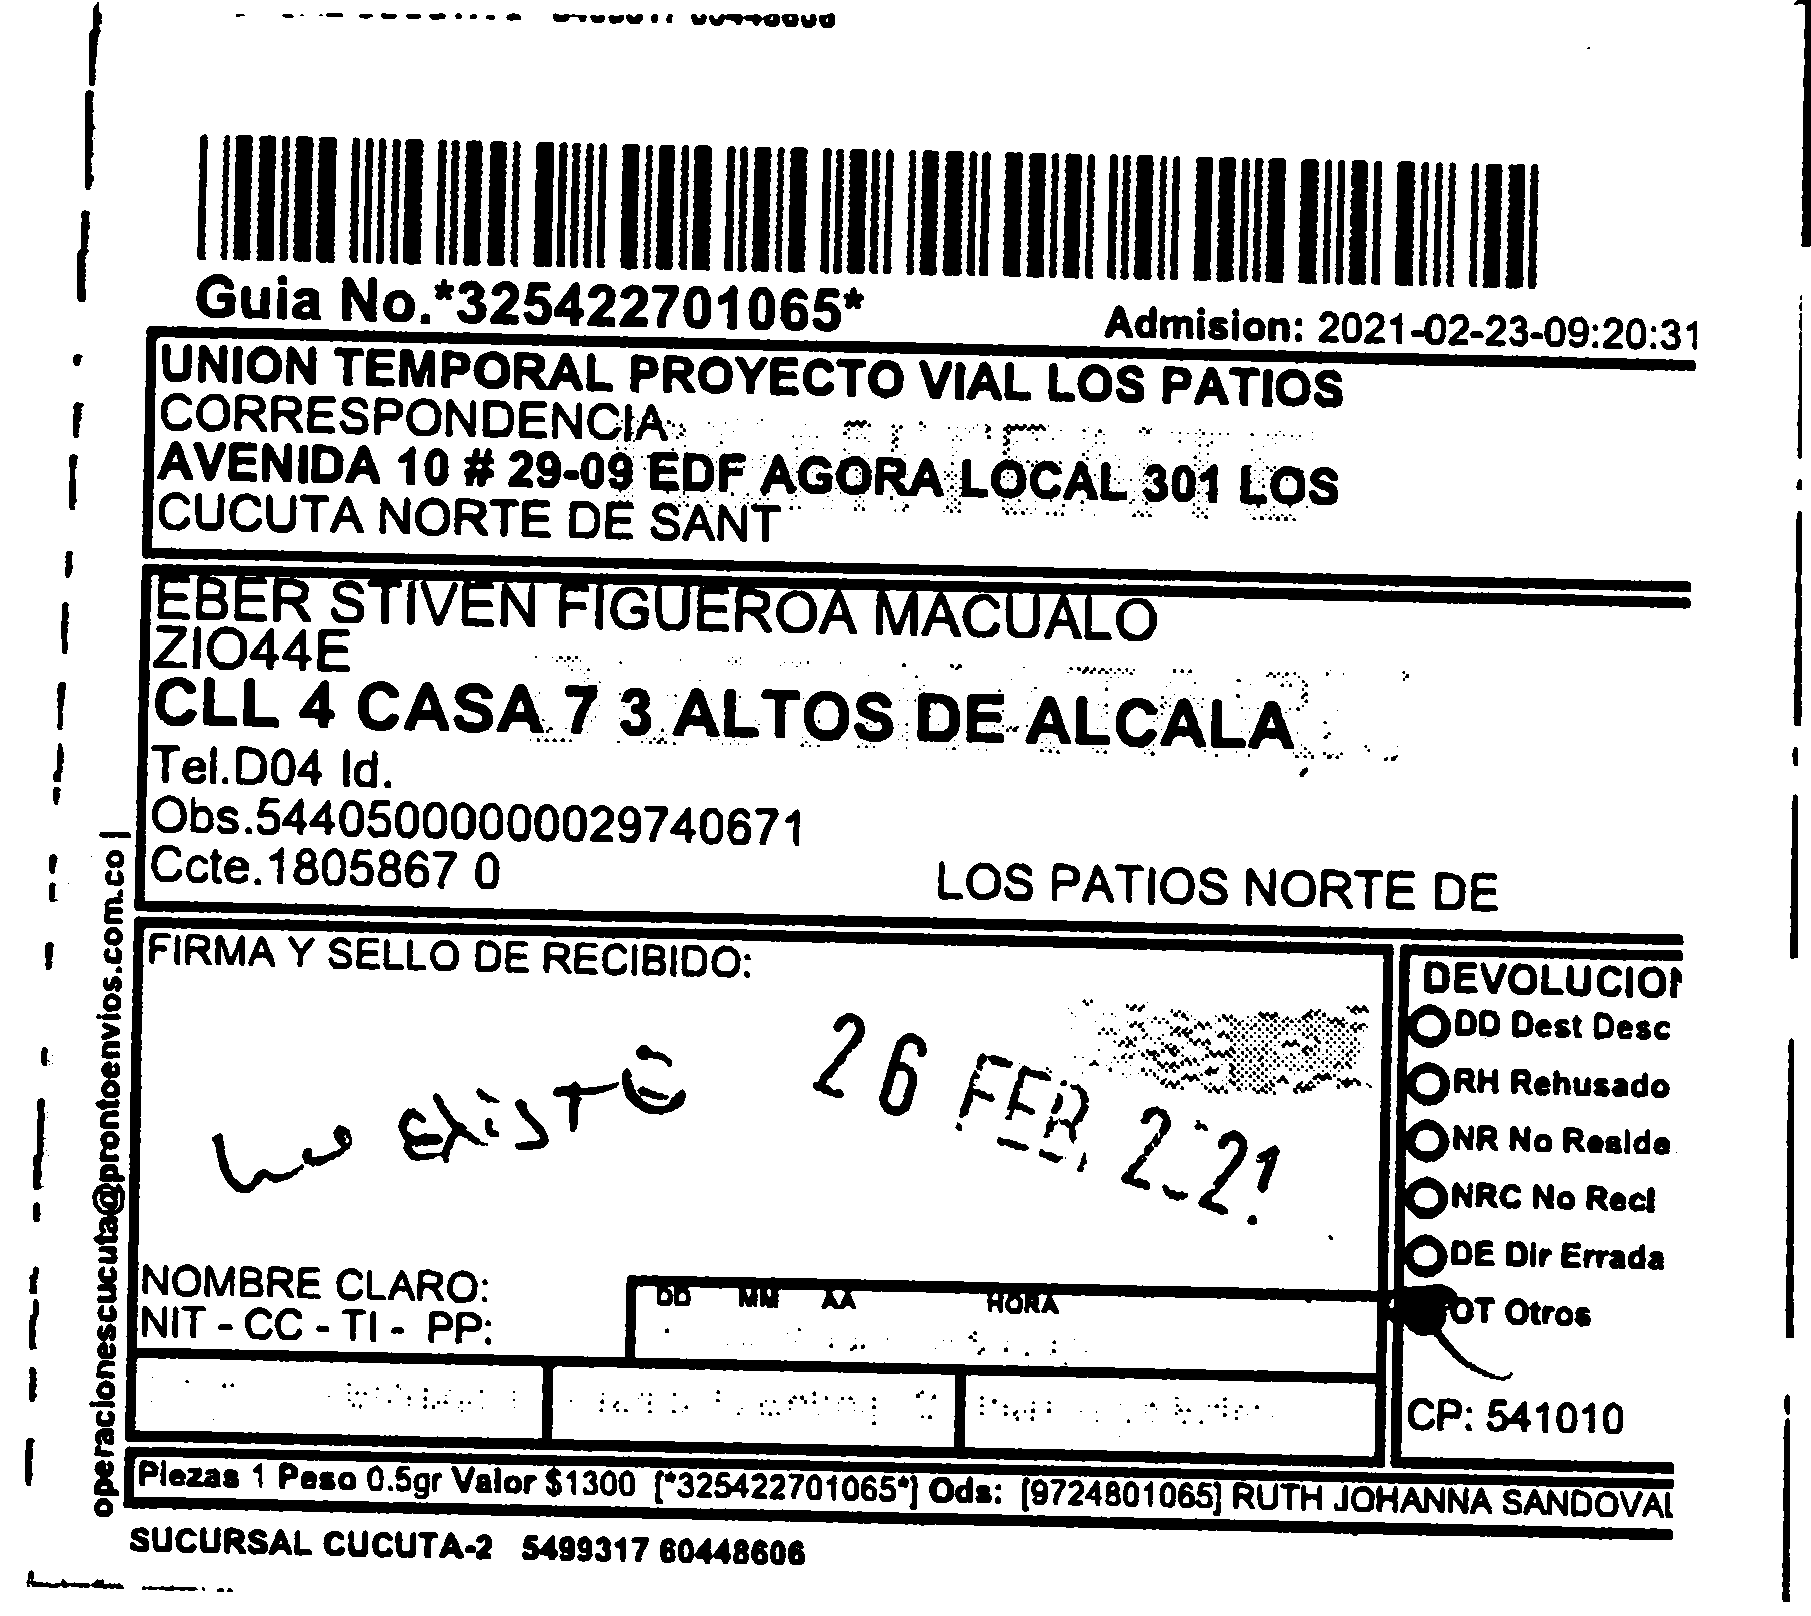 Guia No.*325422701065*
Admision: 2021-02-23-09:20:31
UNION TEMPORAL PROYECTO VIAL LOS PATIOS
CORRESPONDENCIA
AVENIDA 10 # 29-09 EDF AGORA LOCAL 301 LOS
CUCUTA NORTE DE SANT
EBER STIVEN FIGUEROA MACUALO
ZIO44E
CLL 4 CASA 7 3 ALTOS DE ALCALA
Tel.D04 Id.
Obs.544050000000029740671
Ccte.1805867 0
LOS PATIOS NORTE DE
FIRMA Y SELLO DE RECIBIDO:
No Existe
26 FEB. 2021
NOMBRE CLARO:
NIT - CC - TI - PP:
DD MM AA HORA
DEVOLUCION
DD Dest Desc
RH Rehusado
NR No Reside
NRC No Recl
DE Dir Errada
OT Otros
CP: 541010
Piezas 1 Peso 0.5gr Valor $1300 [*325422701065*] Ods: [9724801065] RUTH JOHANNA SANDOVAL
SUCURSAL CUCUTA-2 5499317 60448606
operacionescucuta@prontoenvios.com.co |